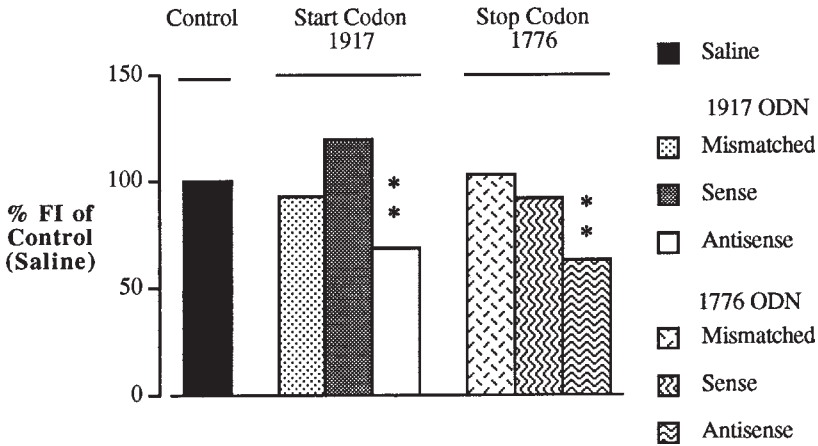 Control
Start Codon
1917
Stop Codon
1776
150
100
50
0
% FI of
Control
(Saline)
* *
* *
Saline
1917 ODN
Mismatched
Sense
Antisense
1776 ODN
Mismatched
Sense
Antisense